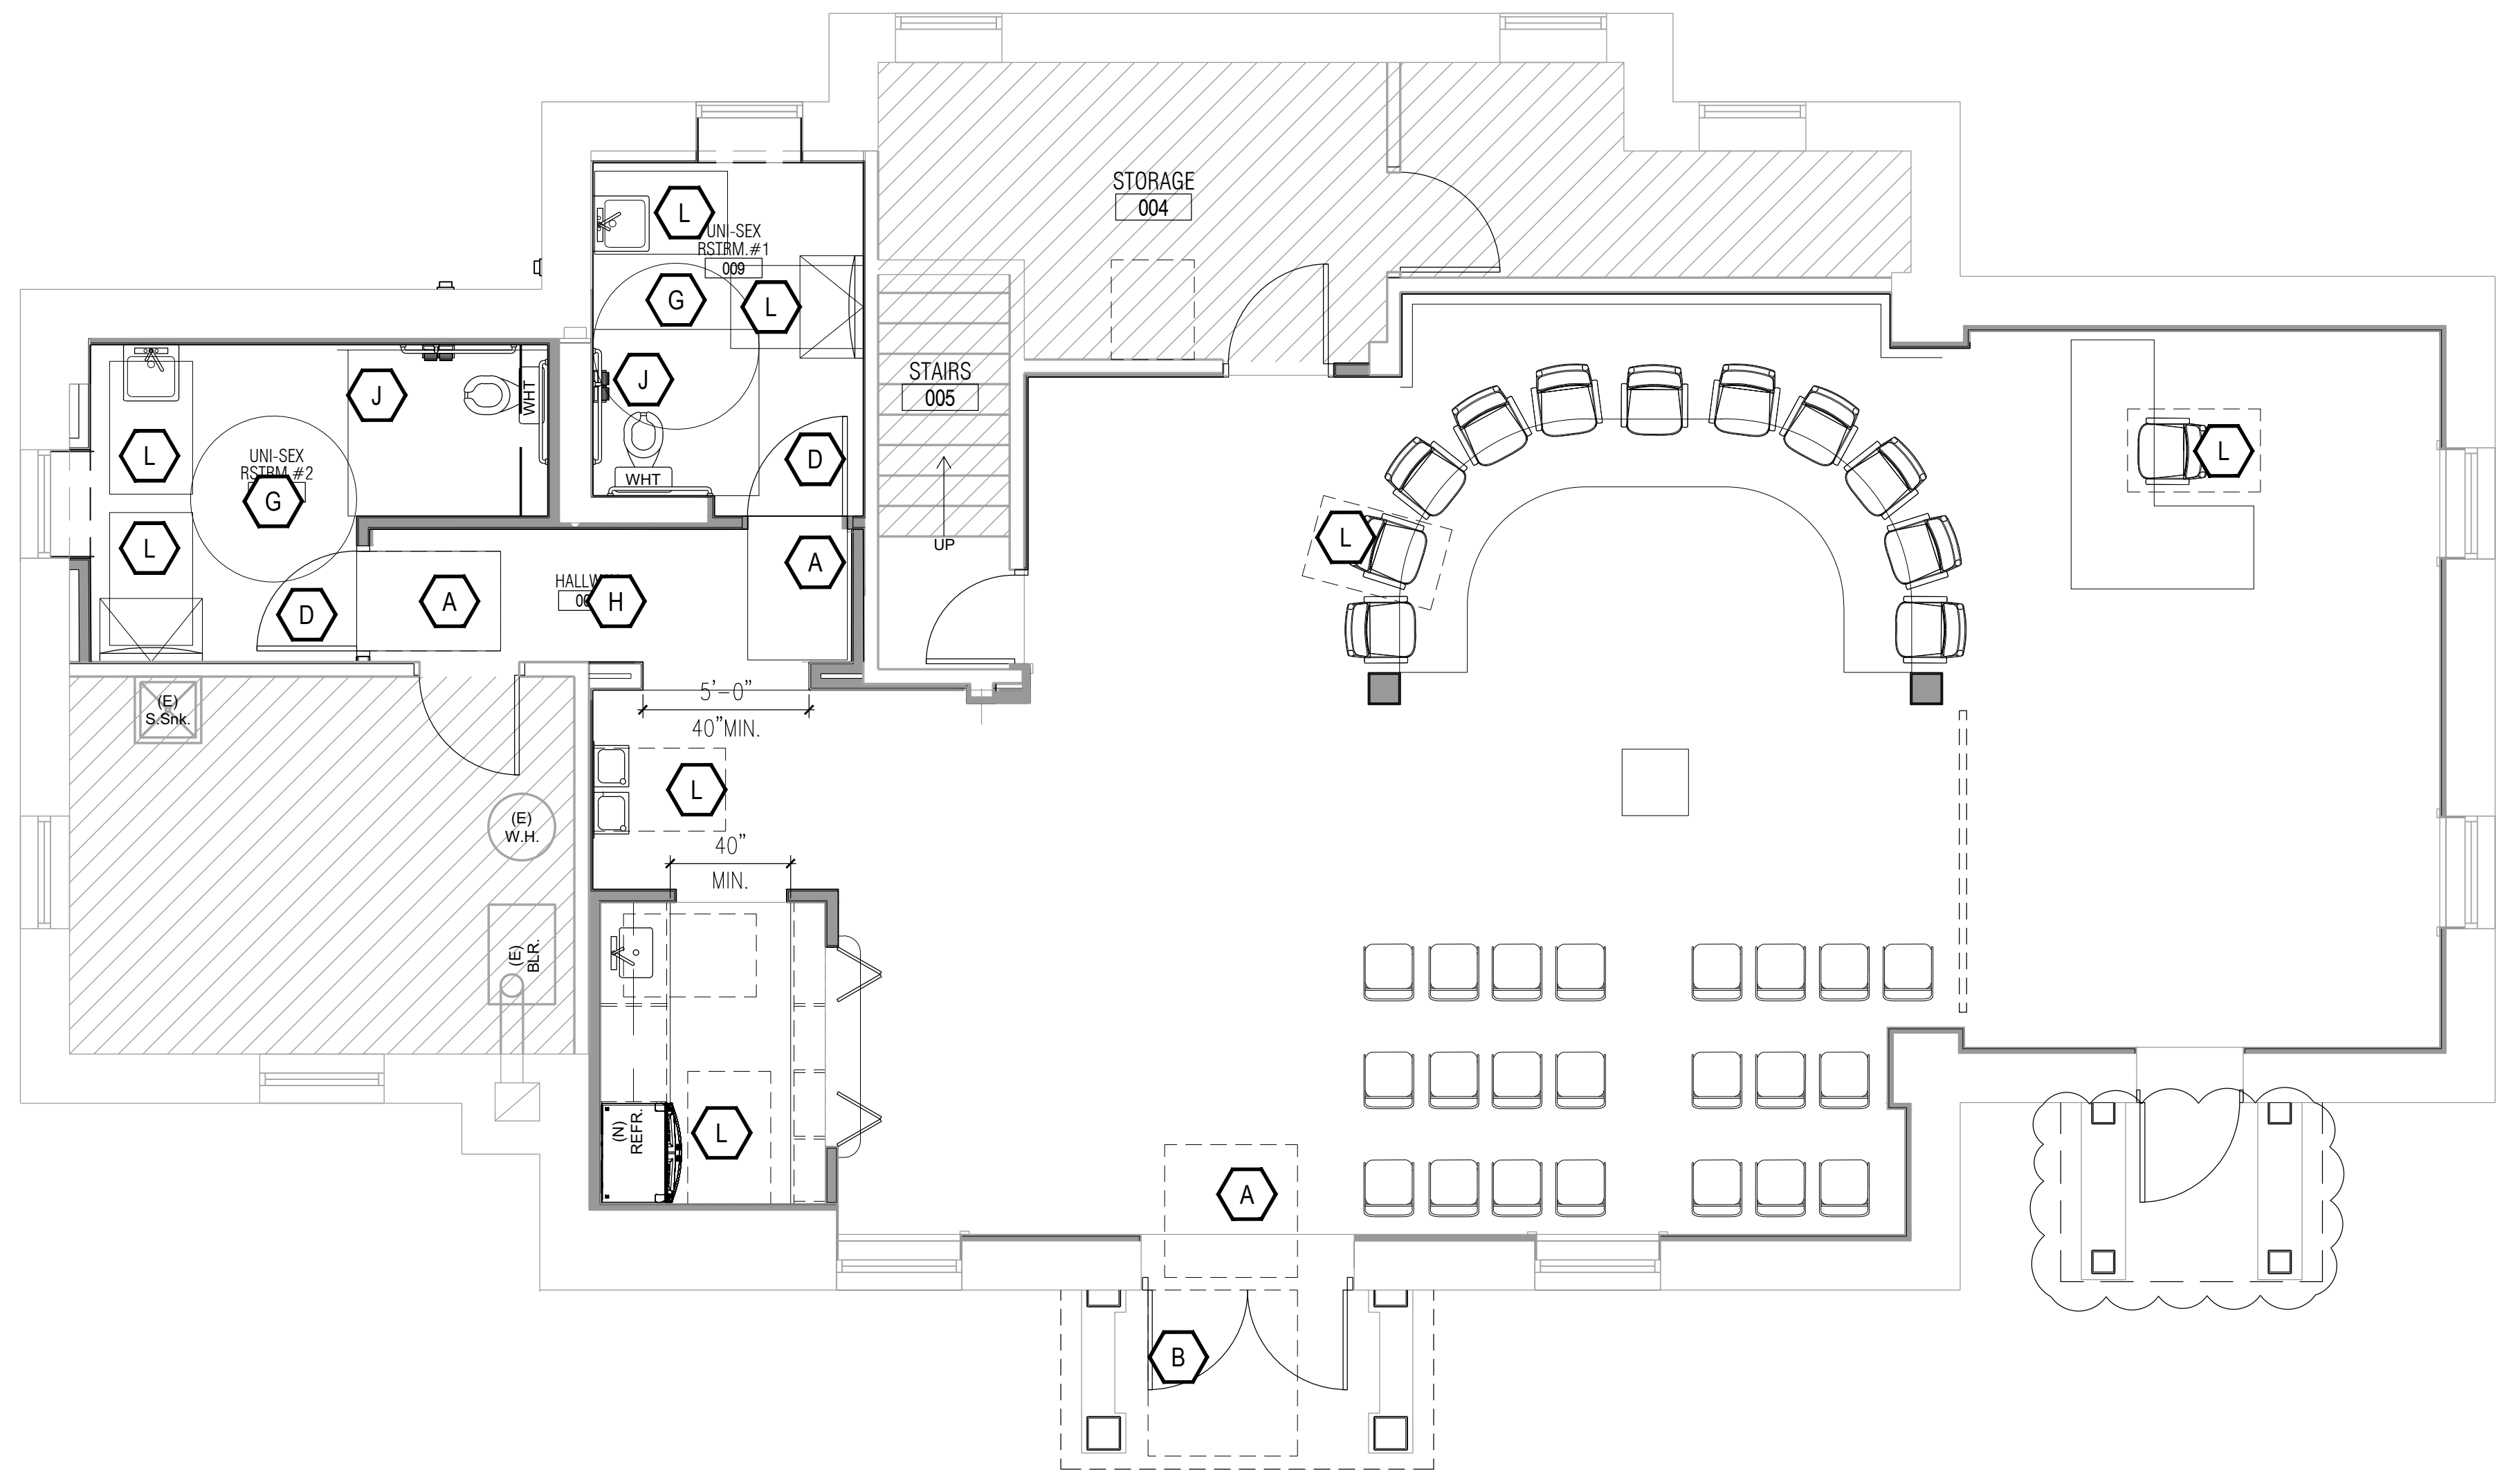 STORAGE
004
L
UNI-SEX
RSTRM.#1
009
G
L
J
WHT
D
STAIRS
005
UP
J
WHT
L
UNI-SEX
RSTRM.#2
G
L
D
A
H
A
L
L
(E)
S.Snk.
5'-0"
40"MIN.
L
(E)
W.H.
40"
MIN.
(E)
BLR.
(N)
REFR.
L
A
B